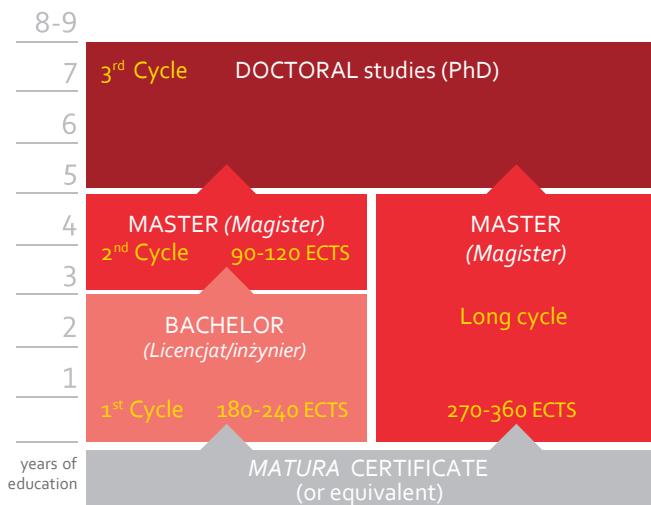 8-9
7
6
5
4
3
2
1
years of
education
3rd Cycle DOCTORAL studies (PhD)
MASTER (Magister)
2nd Cycle 90-120 ECTS
BACHELOR
(Licencjat/inżynier)
1st Cycle 180-240 ECTS
MASTER
(Magister)
Long cycle
270-360 ECTS
MATURA CERTIFICATE
(or equivalent)